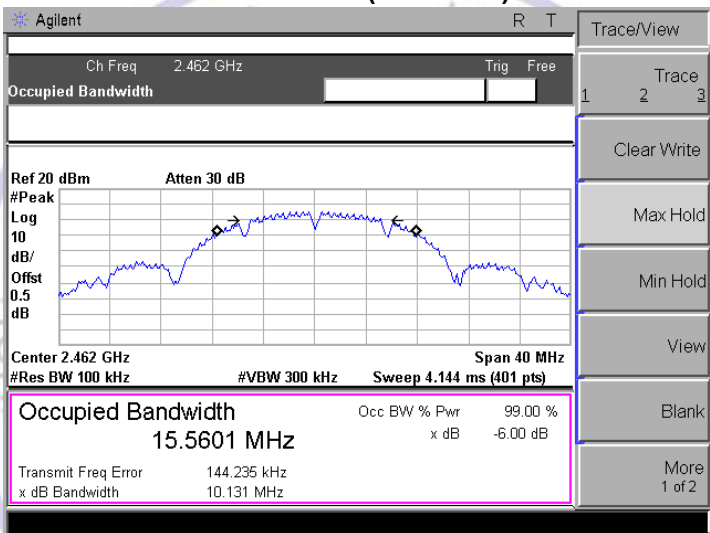 Agilent R T
Trace/View
Ch Freq 2.462 GHz Trig Free
Occupied Bandwidth
Trace
1 2 3
Clear Write
Ref 20 dBm Atten 30 dB
#Peak
Log
10
dB/
Offst
0.5
dB
Max Hold
Min Hold
Center 2.462 GHz Span 40 MHz
#Res BW 100 kHz #VBW 300 kHz Sweep 4.144 ms (401 pts)
View
Occupied Bandwidth Occ BW % Pwr 99.00 %
15.5601 MHz x dB -6.00 dB
Transmit Freq Error 144.235 kHz
x dB Bandwidth 10.131 MHz
Blank
More
1 of 2